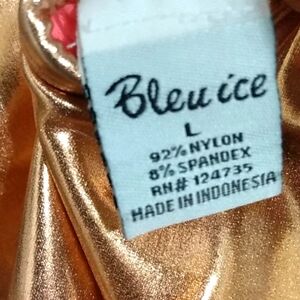 Bleu ice
L
92% NYLON
8% SPANDEX
RN# 124735
MADE IN INDONESIA